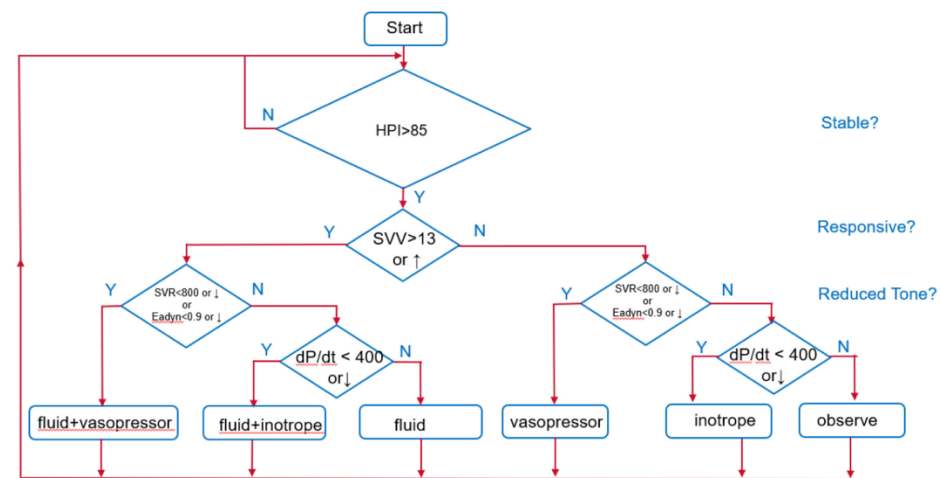 Start
HPI>85
N
Stable?
Y
Responsive?
Y
SVV>13
or ↑
N
Reduced Tone?
Y
SVR<800 or ↓
or
Eadyn<0.9 or ↓
N
Y
SVR<800 or ↓
or
Eadyn<0.9 or ↓
N
Y
dP/dt < 400
or↓
N
Y
dP/dt < 400
or↓
N
fluid+vasopressor
fluid+inotrope
fluid
vasopressor
inotrope
observe